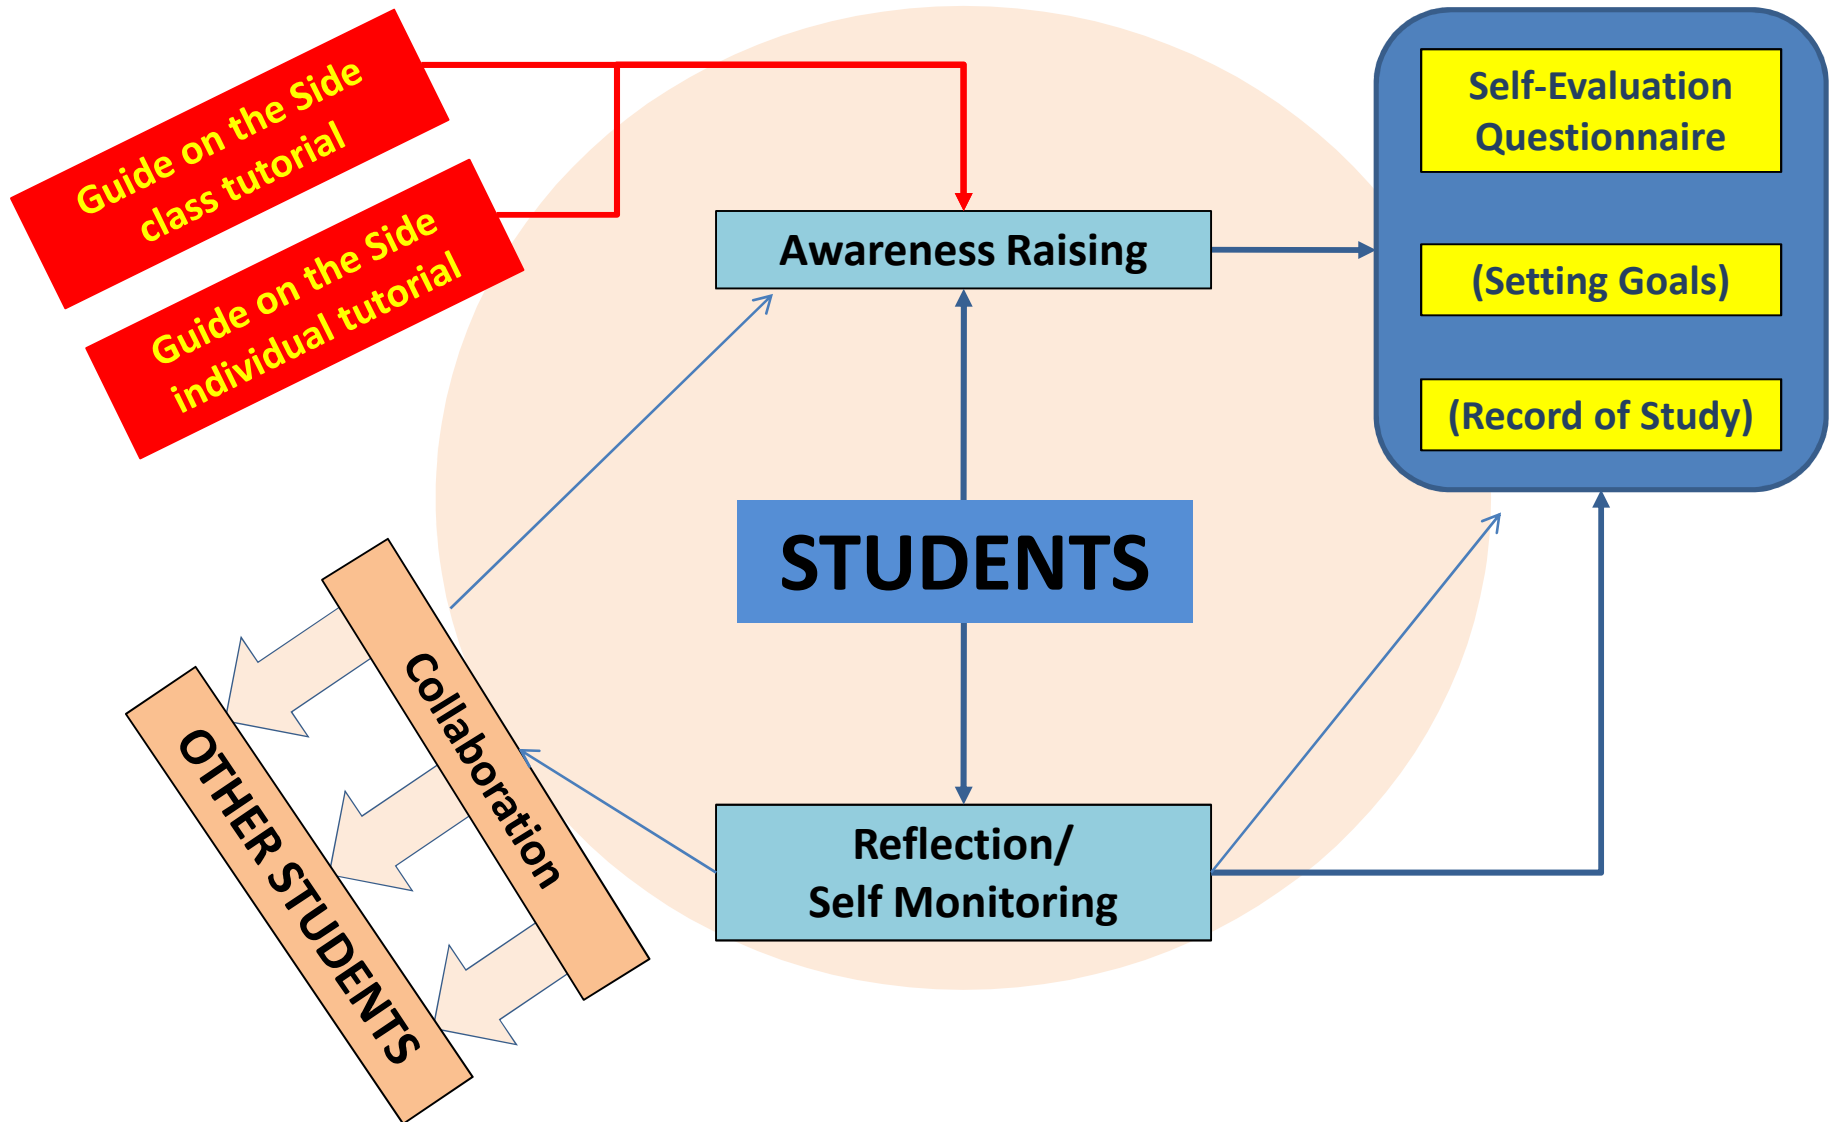 Guide on the Side
class tutorial
Guide on the Side
individual tutorial
Self-Evaluation
Questionnaire
(Setting Goals)
(Record of Study)
Awareness Raising
STUDENTS
Reflection/
Self Monitoring
Collaboration
OTHER STUDENTS